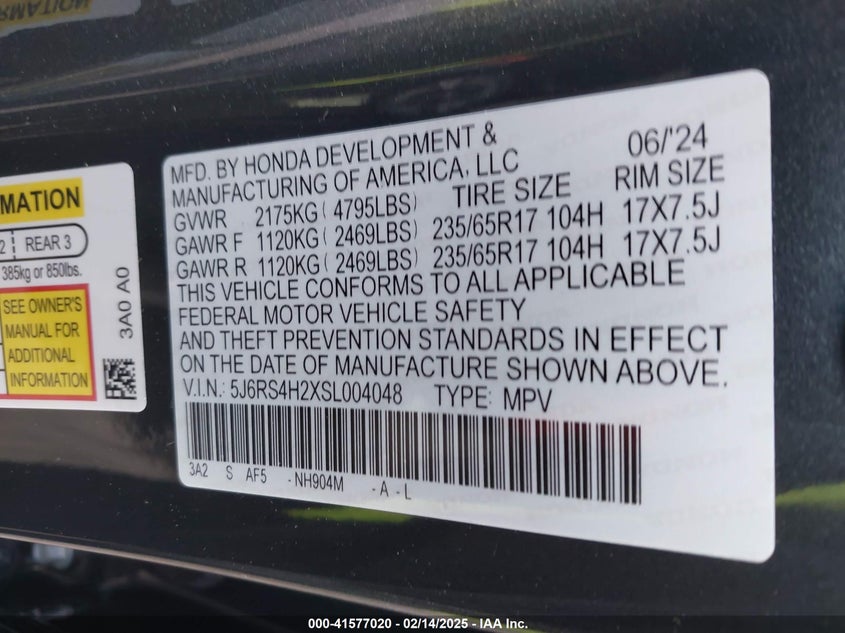 MATION
2 REAR 3
385kg or 850lbs.
SEE OWNER'S
MANUAL FOR
ADDITIONAL
INFORMATION
3A0 A0
MFD. BY HONDA DEVELOPMENT & 06/'24
MANUFACTURING OF AMERICA, LLC
TIRE SIZE RIM SIZE
GVWR 2175KG ( 4795LBS)
GAWR F 1120KG ( 2469LBS) 235/65R17 104H 17X7.5J
GAWR R 1120KG ( 2469LBS) 235/65R17 104H 17X7.5J
THIS VEHICLE CONFORMS TO ALL APPLICABLE
FEDERAL MOTOR VEHICLE SAFETY
AND THEFT PREVENTION STANDARDS IN EFFECT
ON THE DATE OF MANUFACTURE SHOWN ABOVE.
V.I.N.: 5J6RS4H2XSL004048 TYPE: MPV
3A2 S AF5 -NH904M -A-L
000-41577020 - 02/14/2025 - IAA Inc.